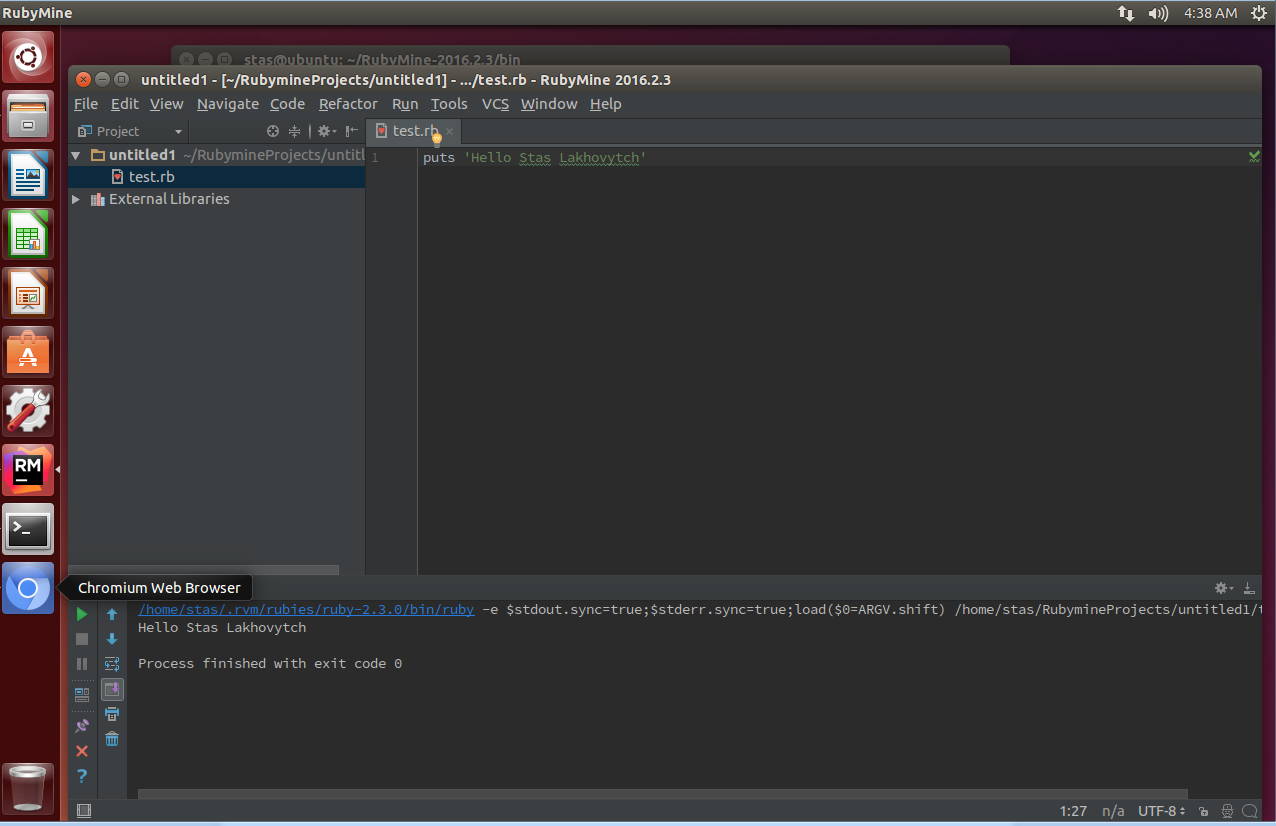 RubyMine
4:38 AM
stas@ubuntu: ~/RubyMine-2016.2.3/bin
untitled1 - [~/RubymineProjects/untitled1] - .../test.rb - RubyMine 2016.2.3
File Edit View Navigate Code Refactor Run Tools VCS Window Help
Project
test.rb
untitled1 ~/RubymineProjects/untitl
1
puts 'Hello Stas Lakhovytch'
test.rb
External Libraries
A
RM
>_
Chromium Web Browser
/home/stas/.rvm/rubies/ruby-2.3.0/bin/ruby -e $stdout.sync=true;$stderr.sync=true;load($0=ARGV.shift) /home/stas/RubymineProjects/untitled1/t
Hello Stas Lakhovytch
Process finished with exit code 0
?
1:27 n/a UTF-8